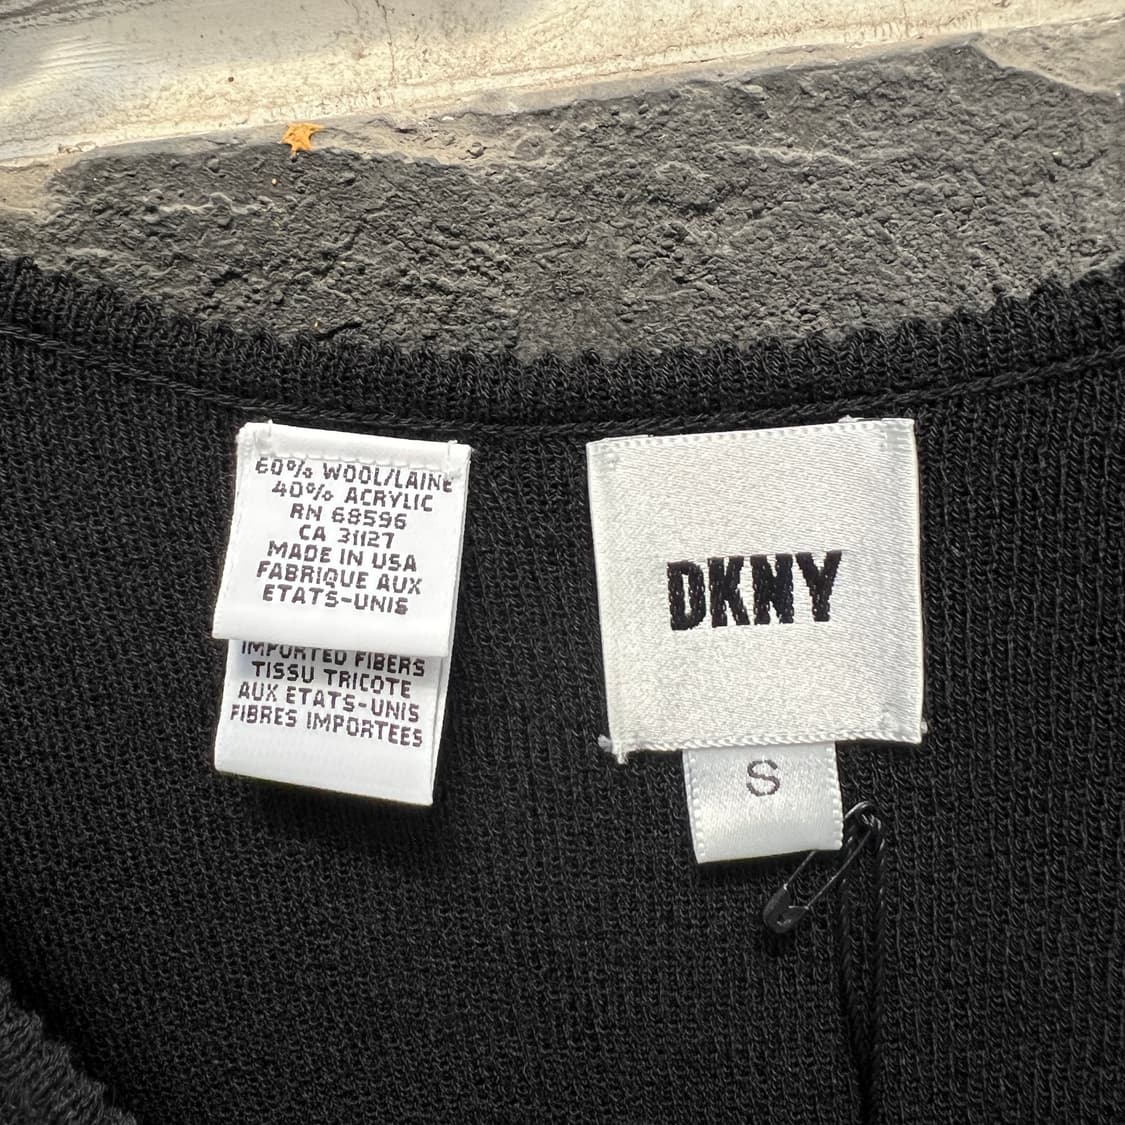 60% WOOL/LAINE
40% ACRYLIC
RN 68596
CA 31127
MADE IN USA
FABRIQUE AUX
ETATS-UNIS
IMPORTED FIBERS
TISSU TRICOTE
AUX ETATS-UNIS
FIBRES IMPORTEES
DKNY
S